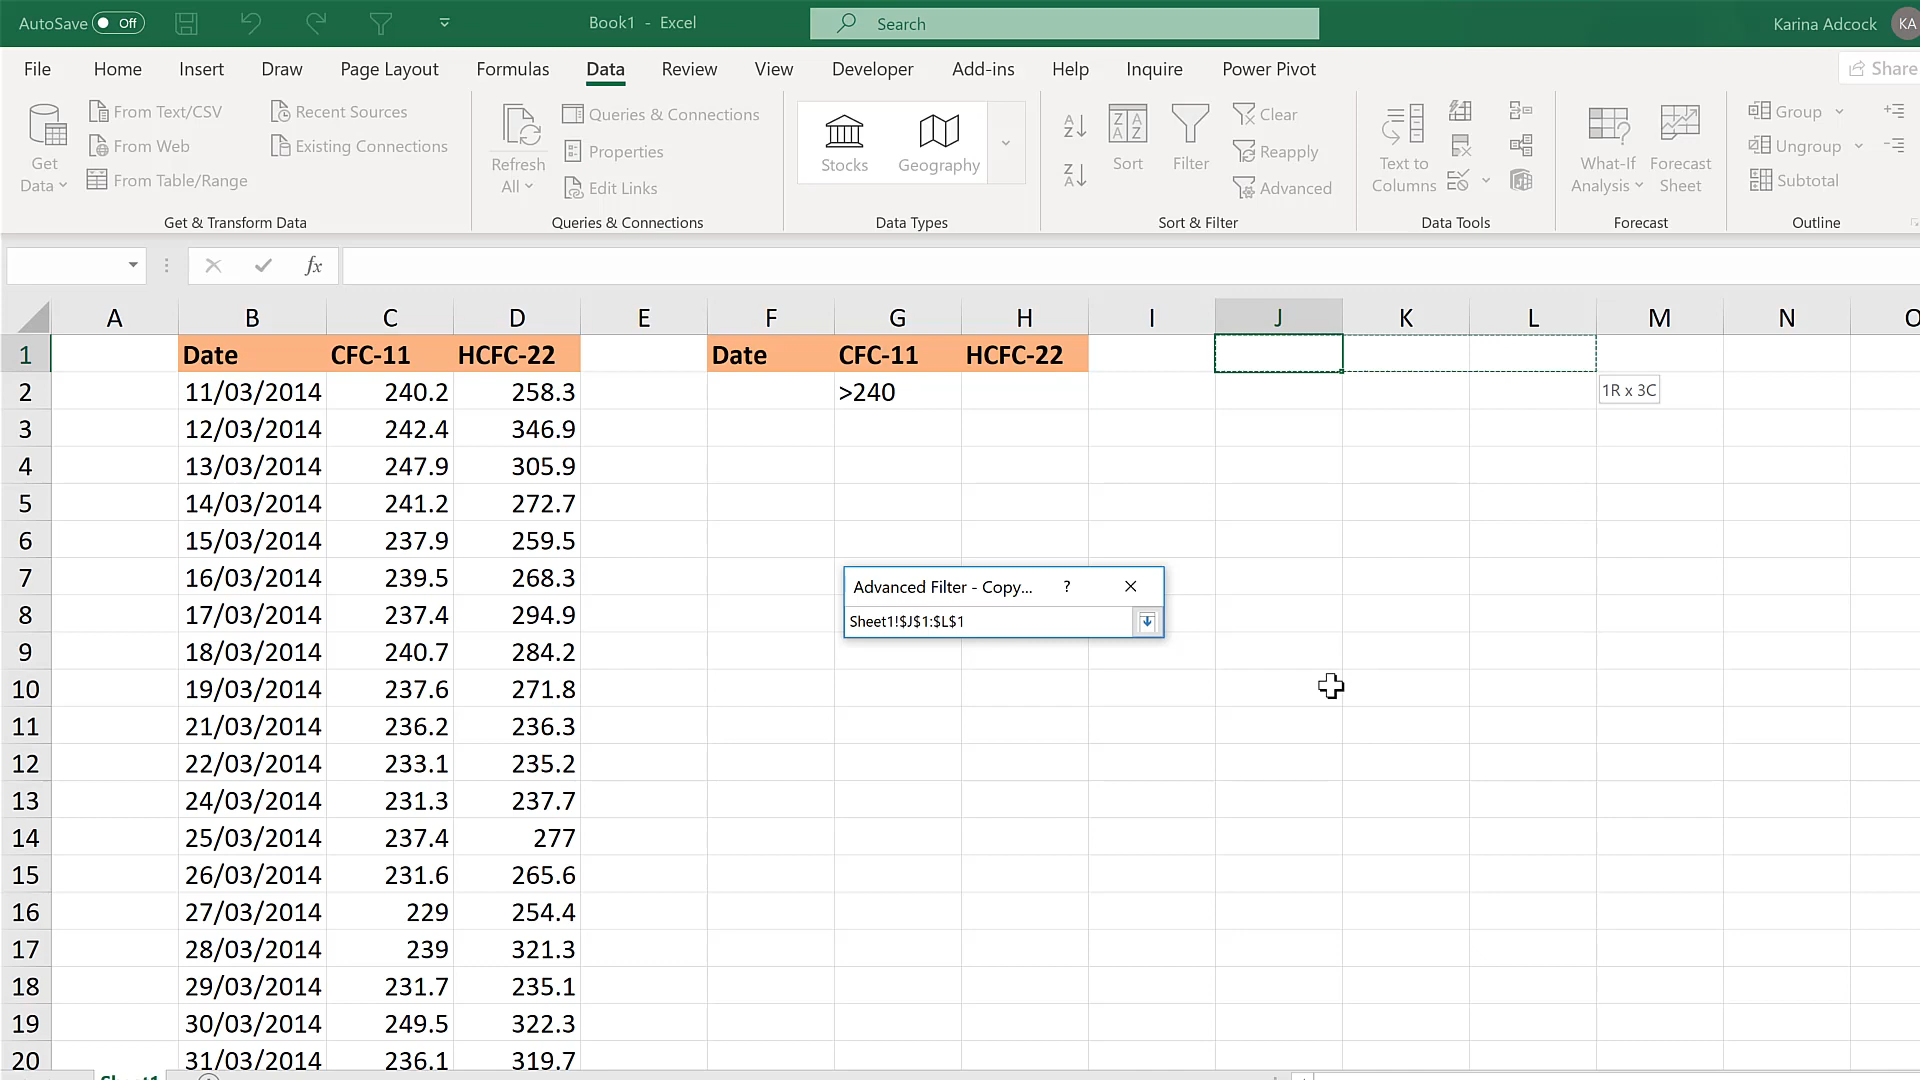 AutoSave Off Book1 - Excel Search Karina Adcock KA
File Home Insert Draw Page Layout Formulas Data Review View Developer Add-ins Help Inquire Power Pivot Share
Get Data
From Text/CSV
From Web
From Table/Range
Recent Sources
Existing Connections
Get & Transform Data
Refresh All
Queries & Connections
Properties
Edit Links
Queries & Connections
Stocks Geography
Data Types
Sort Filter
Clear
Reapply
Advanced
Sort & Filter
Text to Columns
Data Tools
What-If Analysis
Forecast Sheet
Forecast
Group
Ungroup
Subtotal
Outline
fx
A B C D E F G H I J K L M N O
1 Date CFC-11 HCFC-22 Date CFC-11 HCFC-22
2 11/03/2014 240.2 258.3 >240 1R x 3C
3 12/03/2014 242.4 346.9
4 13/03/2014 247.9 305.9
5 14/03/2014 241.2 272.7
6 15/03/2014 237.9 259.5
7 16/03/2014 239.5 268.3
8 17/03/2014 237.4 294.9
9 18/03/2014 240.7 284.2
10 19/03/2014 237.6 271.8
11 21/03/2014 236.2 236.3
12 22/03/2014 233.1 235.2
13 24/03/2014 231.3 237.7
14 25/03/2014 237.4 277
15 26/03/2014 231.6 265.6
16 27/03/2014 229 254.4
17 28/03/2014 239 321.3
18 29/03/2014 231.7 235.1
19 30/03/2014 249.5 322.3
20 31/03/2014 236.1 319.7
Advanced Filter - Copy... ?
Sheet1!$J$1:$L$1
Sheet1